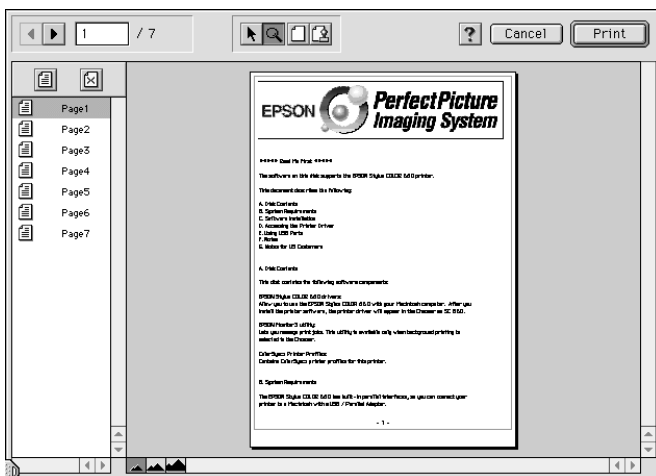 1 / 7
? Cancel Print
Page1
Page2
Page3
Page4
Page5
Page6
Page7
EPSON PerfectPicture
Imaging System
***** Read Me First *****
The software on this disk supports the EPSON Stylus COLOR 660 printer.
This document describes the following:
A. Disk Contents
B. System Requirements
C. Software Installation
D. Accessing the Printer Driver
E. Using USB Ports
F. Notes
G. Notes for US Customers
A. Disk Contents
This disk contains the following software components:
EPSON Stylus COLOR 660 drivers:
Allow you to use the EPSON Stylus COLOR 660 with your Macintosh computer. After you
install the printer software, the printer driver will appear in the Chooser as SC 660.
EPSON Monitor3 utility:
Lets you manage print jobs. This utility is available only when background printing is
selected in the Chooser.
ColorSync Printer Profiles:
Contains ColorSync printer profiles for this printer.
B. System Requirements
The EPSON Stylus COLOR 660 has built-in parallel interfaces, so you can connect your
printer to a Macintosh with a USB / Parallel Adapter.
- 1 -